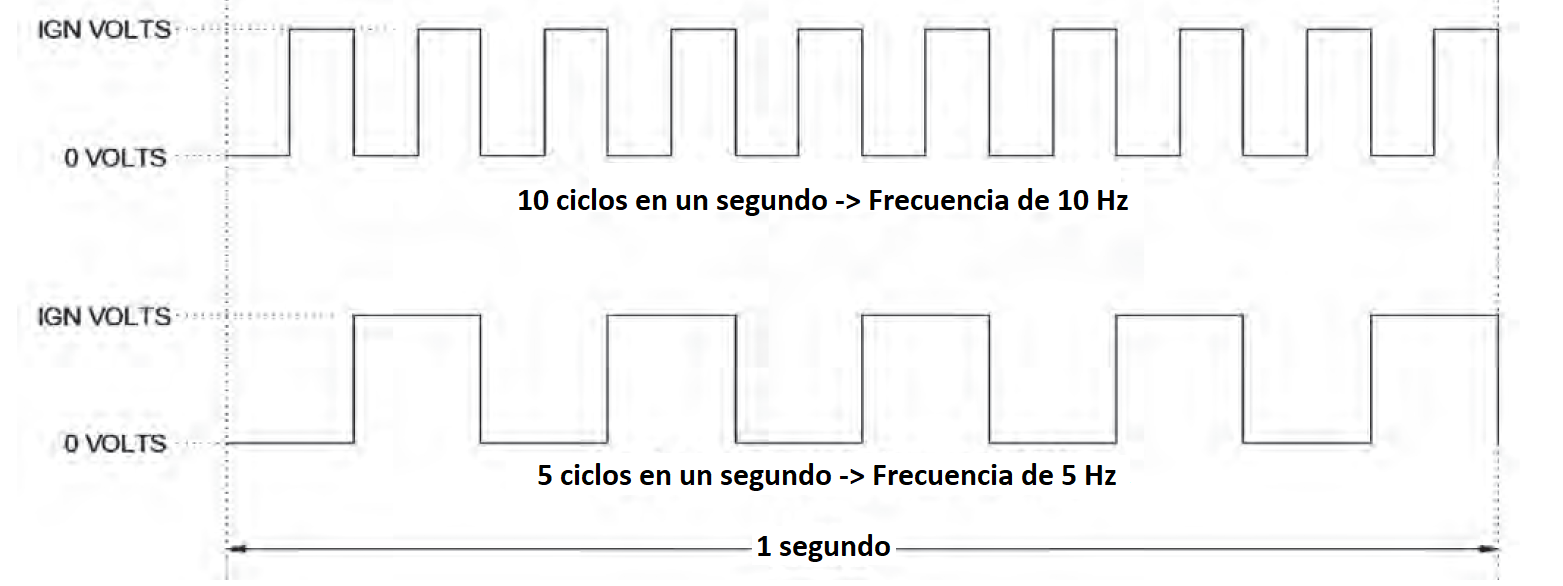 IGN VOLTS
0 VOLTS
10 ciclos en un segundo -> Frecuencia de 10 Hz
IGN VOLTS
0 VOLTS
5 ciclos en un segundo -> Frecuencia de 5 Hz
1 segundo